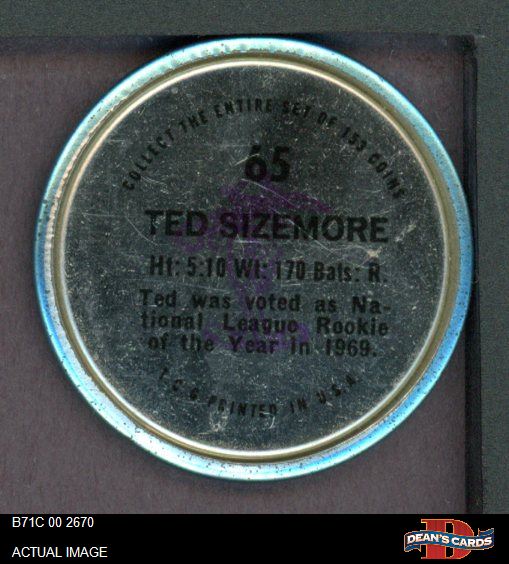 COLLECT THE ENTIRE SET OF 153 COINS
65
TED SIZEMORE
Ht: 5:10 Wt: 170 Bats: R.
Ted was voted as Na-
tional League Rookie
of the Year in 1969.
T.C.G. PRINTED IN U.S.A.
B71C 00 2670
ACTUAL IMAGE
D
DEAN'S CARDS